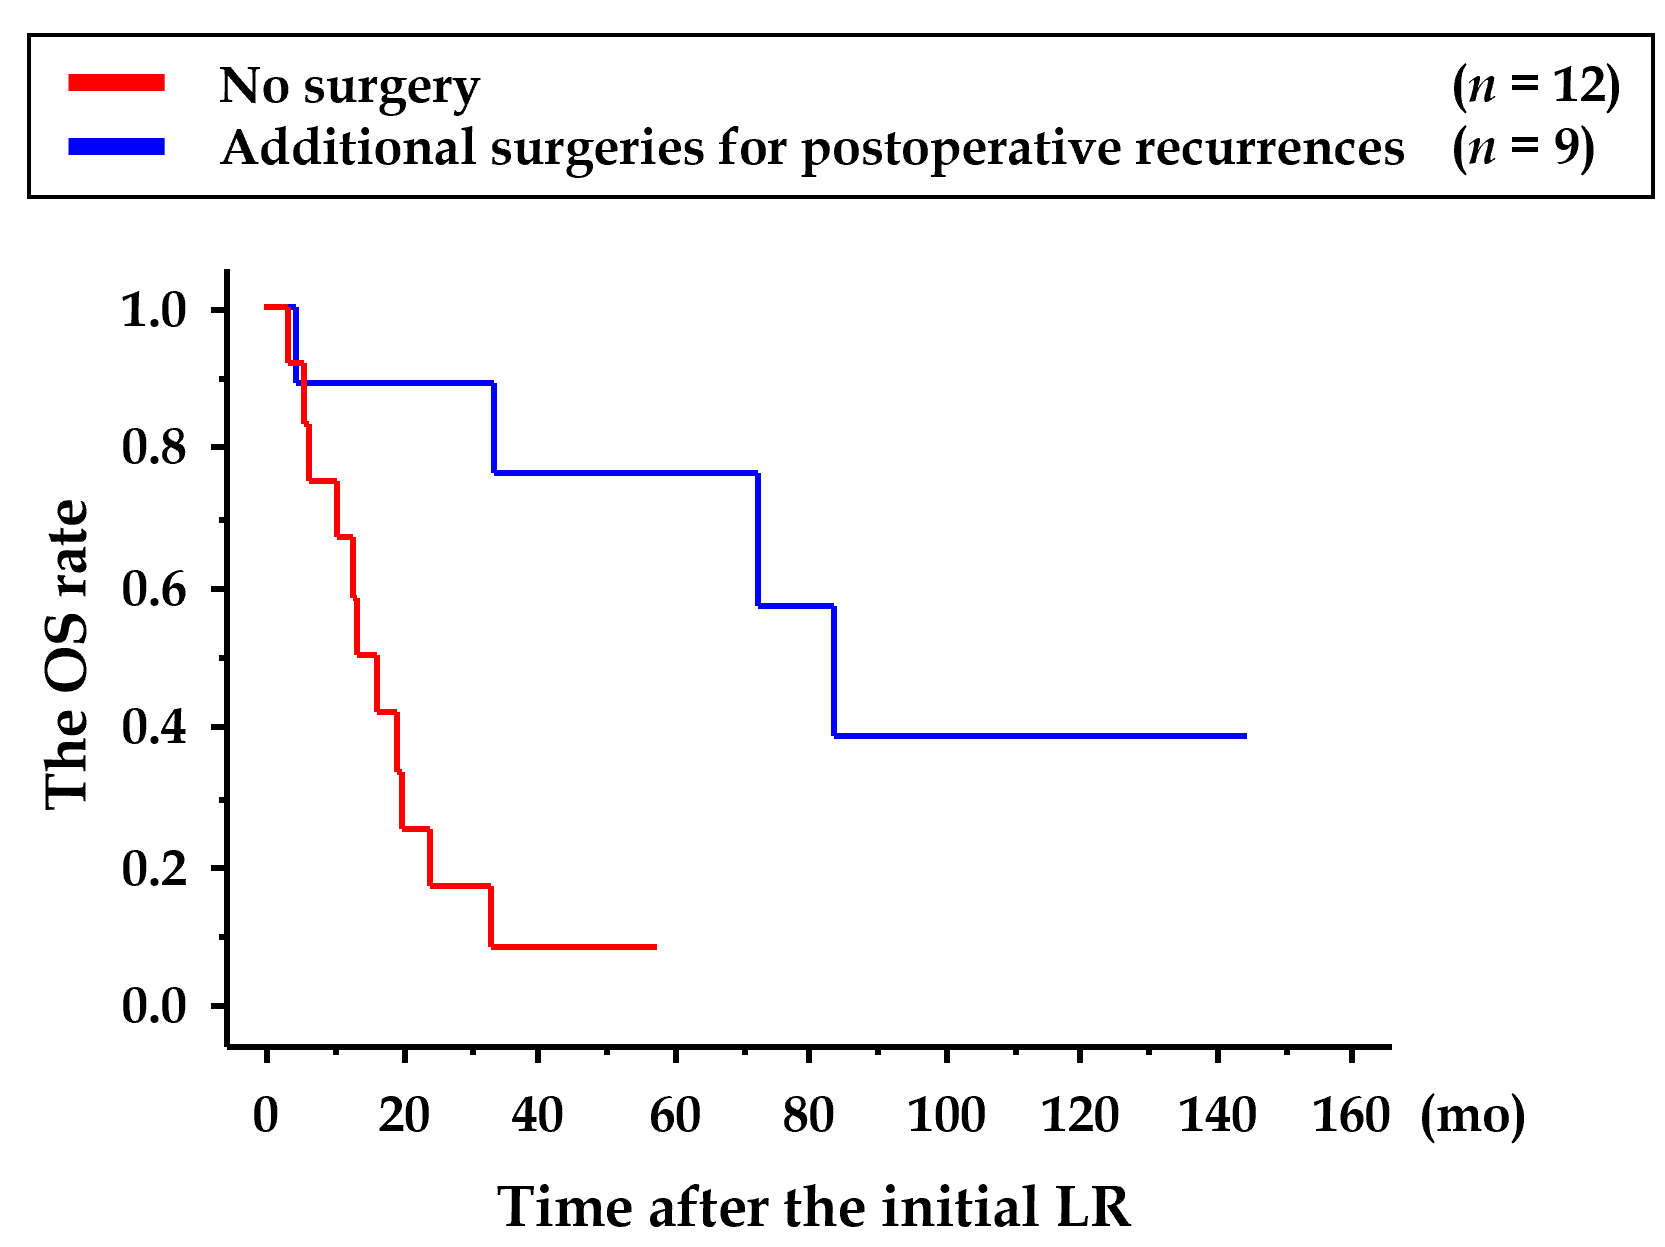 No surgery (n = 12)
Additional surgeries for postoperative recurrences (n = 9)
The OS rate
1.0
0.8
0.6
0.4
0.2
0.0
0 20 40 60 80 100 120 140 160 (mo)
Time after the initial LR